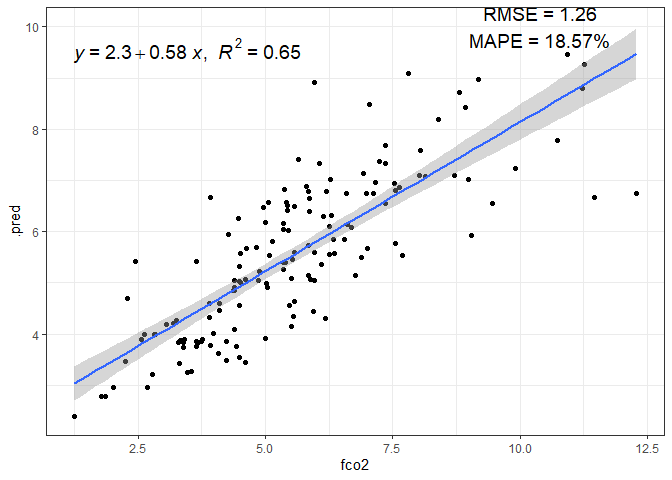 RMSE = 1.26
MAPE = 18.57%
y = 2.3 + 0.58 x, R² = 0.65
10
8
6
4
.pred
2.5 5.0 7.5 10.0 12.5
fco2